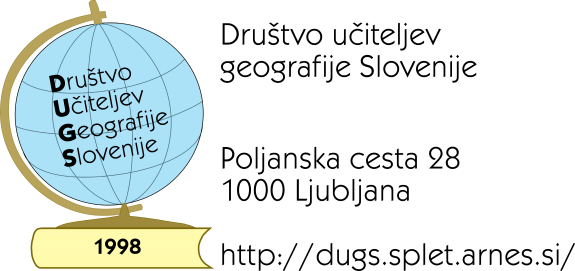 Društvo
Učiteljev
Geografije
Slovenije
1998
Društvo učiteljev
geografije Slovenije
Poljanska cesta 28
1000 Ljubljana
http://dugs.splet.arnes.si/